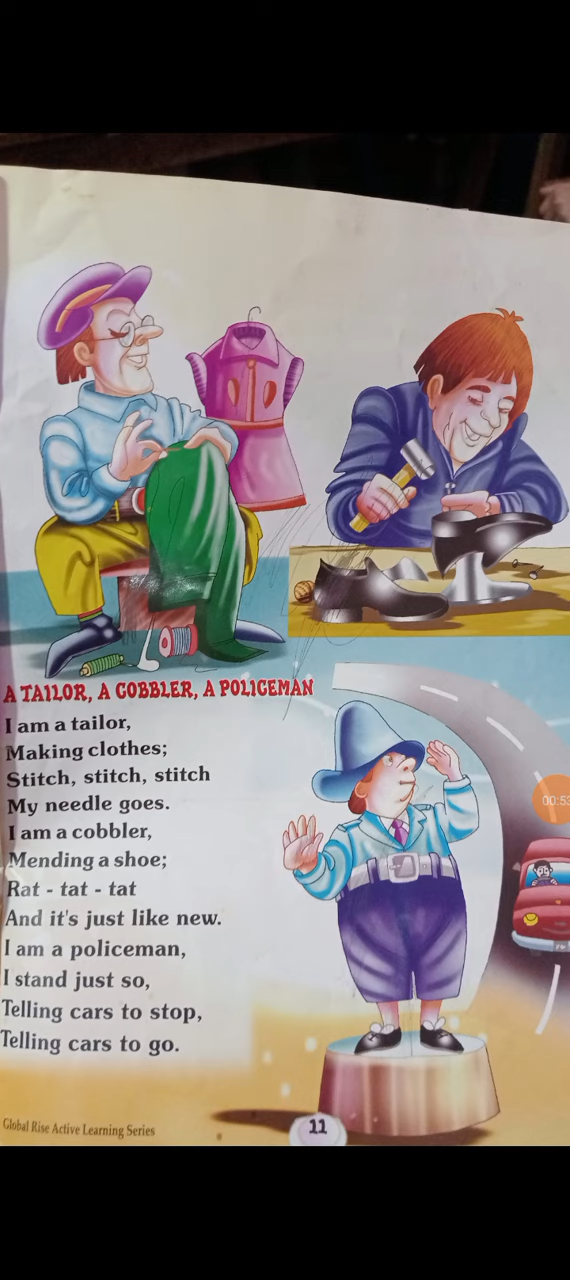 A TAILOR, A COBBLER, A POLICEMAN
I am a tailor,
Making clothes;
Stitch, stitch, stitch
My needle goes.
I am a cobbler,
Mending a shoe;
Rat - tat - tat
And it's just like new.
I am a policeman,
I stand just so,
Telling cars to stop,
Telling cars to go.
Global Rise Active Learning Series
11